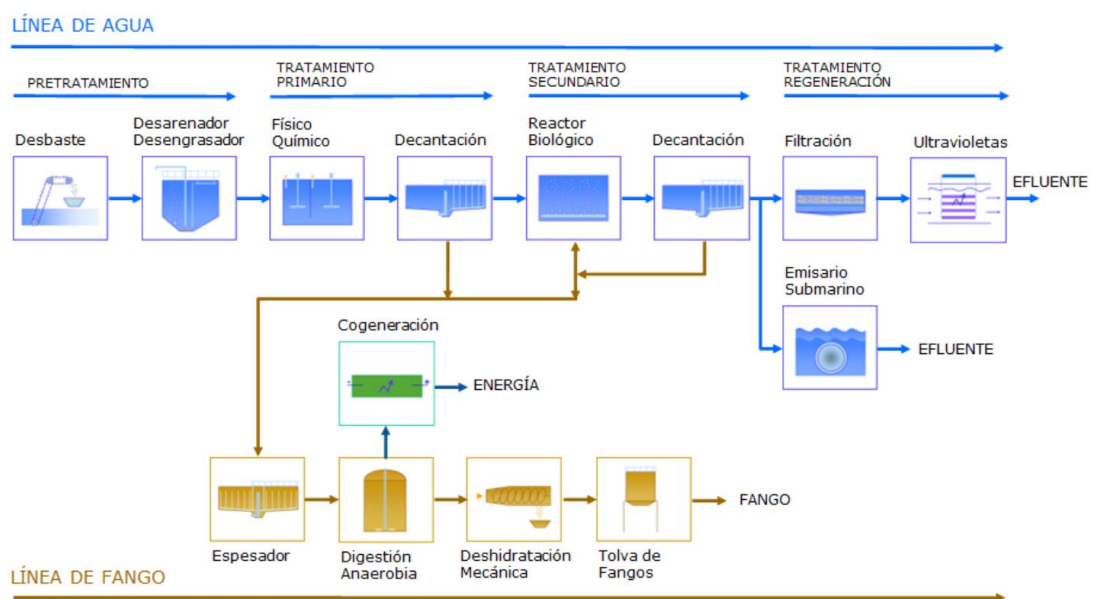 LÍNEA DE AGUA
PRETRATAMIENTO
TRATAMIENTO
PRIMARIO
TRATAMIENTO
SECUNDARIO
TRATAMIENTO
REGENERACIÓN
Desbaste
Desarenador
Desengrasador
Físico
Químico
Decantación
Reactor
Biológico
Decantación
Filtración
Ultravioletas
EFLUENTE
Emisario
Submarino
EFLUENTE
Cogeneración
ENERGÍA
FANGO
Espesador
Digestión
Anaerobia
Deshidratación
Mecánica
Tolva de
Fangos
LÍNEA DE FANGO